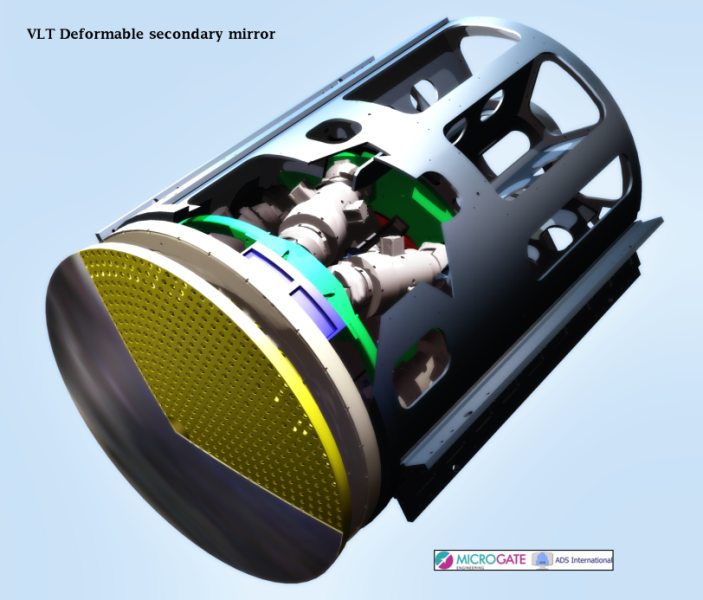 VLT Deformable secondary mirror
MICROGATE
ENGINEERING
ADS International